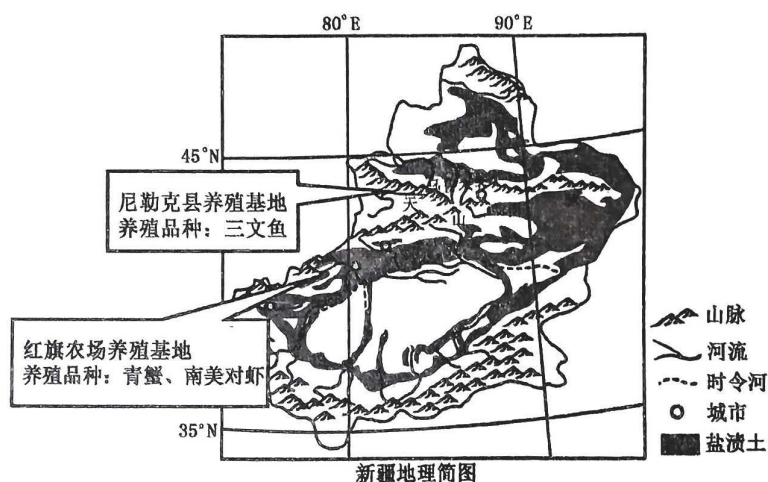 80°E
90°E
45°N
尼勒克县养殖基地
养殖品种：三文鱼
天
山
红旗农场养殖基地
养殖品种：青蟹、南美对虾
35°N
山脉
河流
时令河
城市
盐渍土
新疆地理简图